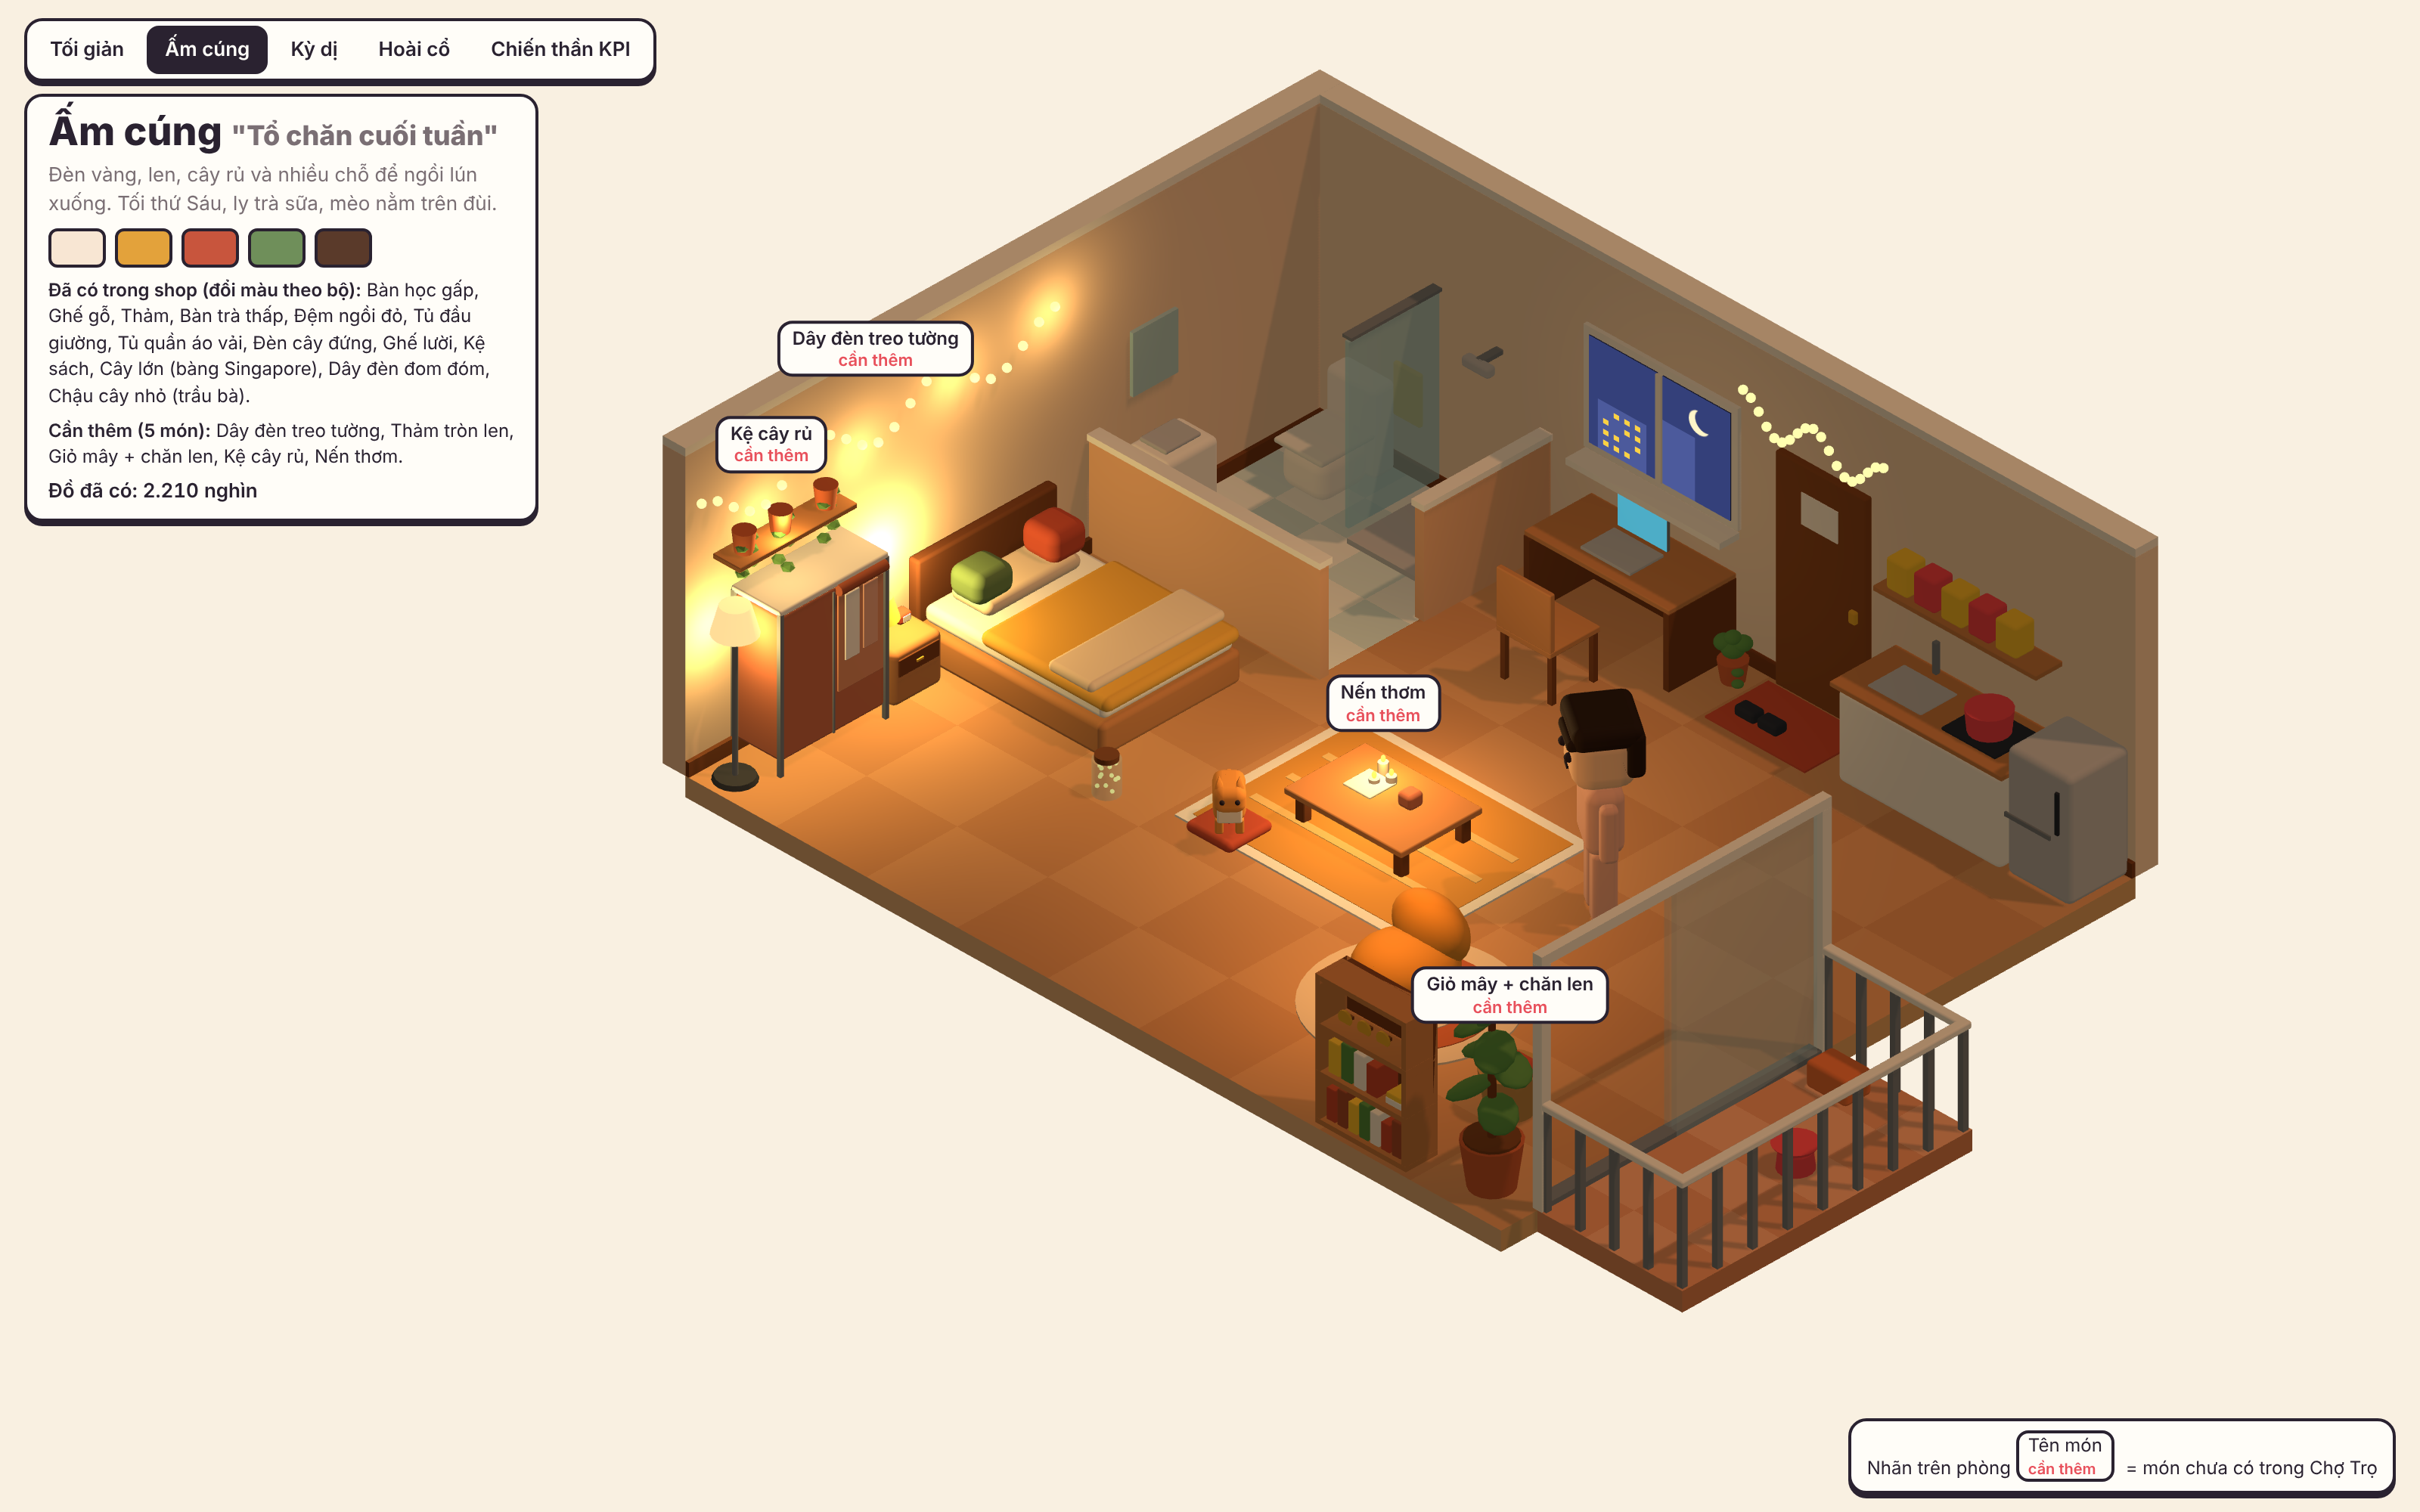 Tối giản
Ấm cúng
Kỳ dị
Hoài cổ
Chiến thần KPI
Ấm cúng "Tổ chăn cuối tuần"
Đèn vàng, len, cây rủ và nhiều chỗ để ngồi lún
xuống. Tối thứ Sáu, ly trà sữa, mèo nằm trên đùi.
Đã có trong shop (đổi màu theo bộ): Bàn học gấp,
Ghế gỗ, Thảm, Bàn trà thấp, Đệm ngồi đỏ, Tủ đầu
giường, Tủ quần áo vải, Đèn cây đứng, Ghế lười, Kệ
sách, Cây lớn (bàng Singapore), Dây đèn đom đóm,
Chậu cây nhỏ (trầu bà).
Cần thêm (5 món): Dây đèn treo tường, Thảm tròn len,
Giỏ mây + chăn len, Kệ cây rủ, Nến thơm.
Đồ đã có: 2.210 nghìn
Dây đèn treo tường
cần thêm
Kệ cây rủ
cần thêm
Nến thơm
cần thêm
Giỏ mây + chăn len
cần thêm
Tên món
Nhãn trên phòng cần thêm = món chưa có trong Chợ Trọ